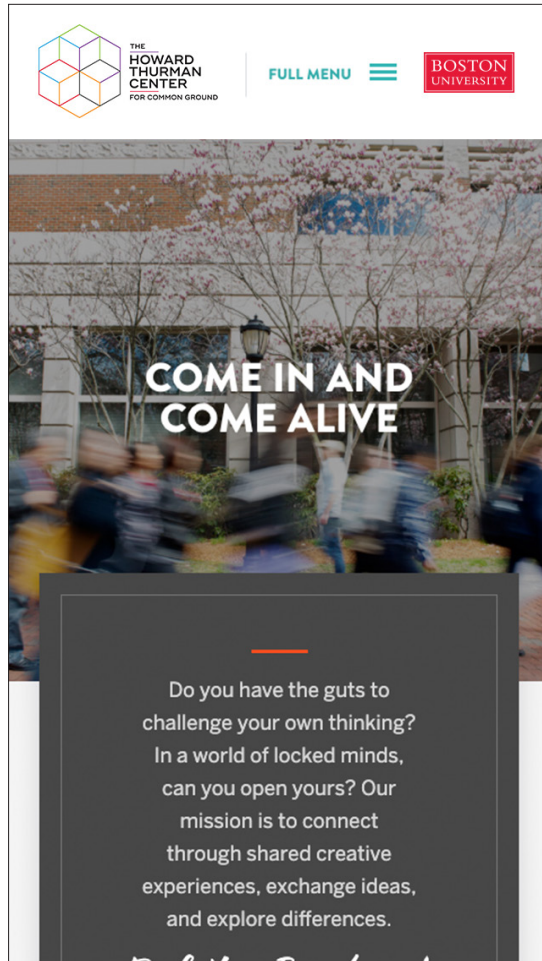 THE
HOWARD
THURMAN
CENTER
FOR COMMON GROUND
FULL MENU
BOSTON
UNIVERSITY
COME IN AND
COME ALIVE
Do you have the guts to
challenge your own thinking?
In a world of locked minds,
can you open yours? Our
mission is to connect
through shared creative
experiences, exchange ideas,
and explore differences.